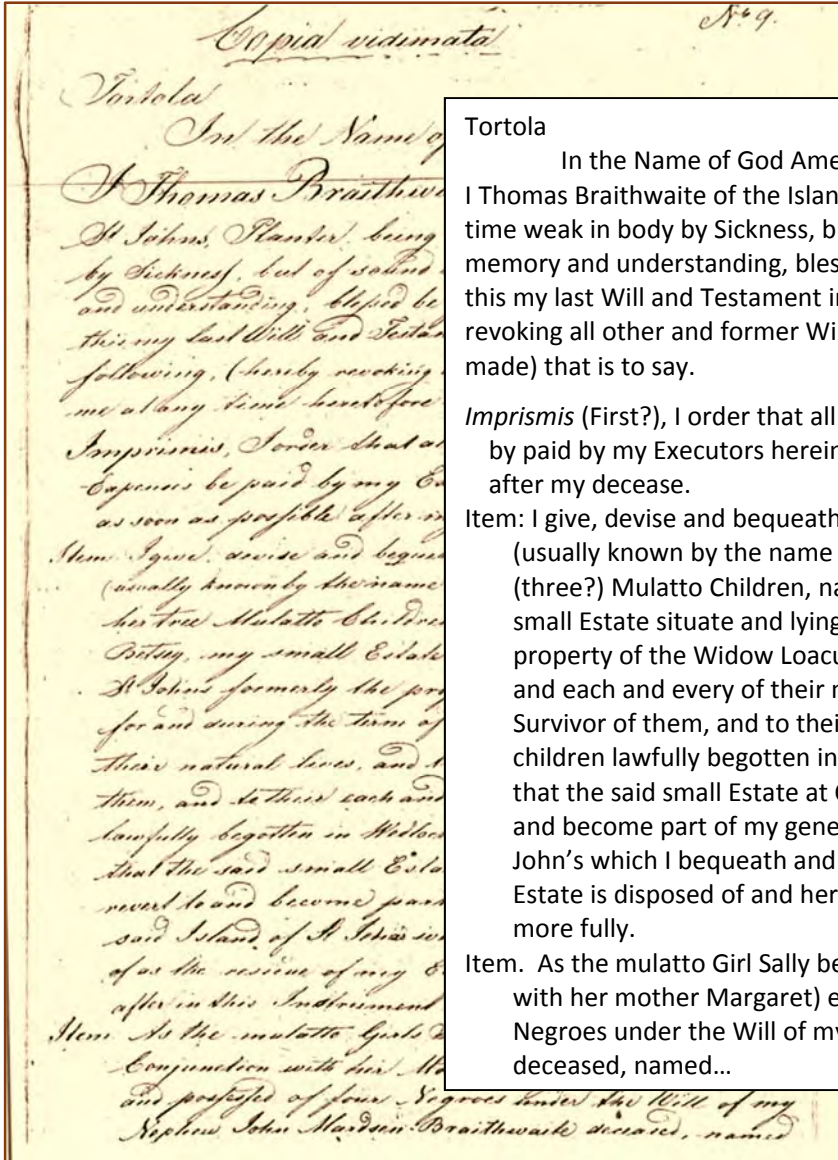 Copia vidimata
No 9.
Tortola
In the Name of
I Thomas Braithwa
St Johns, Planter, being
by Sickness, but of sound
and understanding, blessed be
this my last Will and Testam
following, (hereby revoking
me at any time heretofore
Imprimis, I order that al
Expences be paid by my Ex
as soon as possible after m
Item I give, devise and beque
(usually known by the name
her tree Mulatto Childre
Betsey, my small Estate
St Johns formerly the pro
for and during the term of
their natural lives, and t
them, and to their each and
lawfully begotten in Wedloc
that the said small Esta
revert to and become par
said Island of St Johns
of as the residue of my E
after in this Instrument
Item As the mulatto Girl
Conjunction with her Mo
and possessed of four Negroes under the Will of my
Nephew John Mardsen Braithwaite deceased, named
Tortola
In the Name of God Ame
I Thomas Braithwaite of the Islan
time weak in body by Sickness, b
memory and understanding, bles
this my last Will and Testament i
revoking all other and former Wi
made) that is to say.
Imprismis (First?), I order that all
by paid by my Executors herein
after my decease.
Item: I give, devise and bequeath
(usually known by the name
(three?) Mulatto Children, na
small Estate situate and lying
property of the Widow Loacu
and each and every of their n
Survivor of them, and to thei
children lawfully begotten in
that the said small Estate at
and become part of my gene
John’s which I bequeath and
Estate is disposed of and her
more fully.
Item. As the mulatto Girl Sally be
with her mother Margaret) e
Negroes under the Will of my
deceased, named…